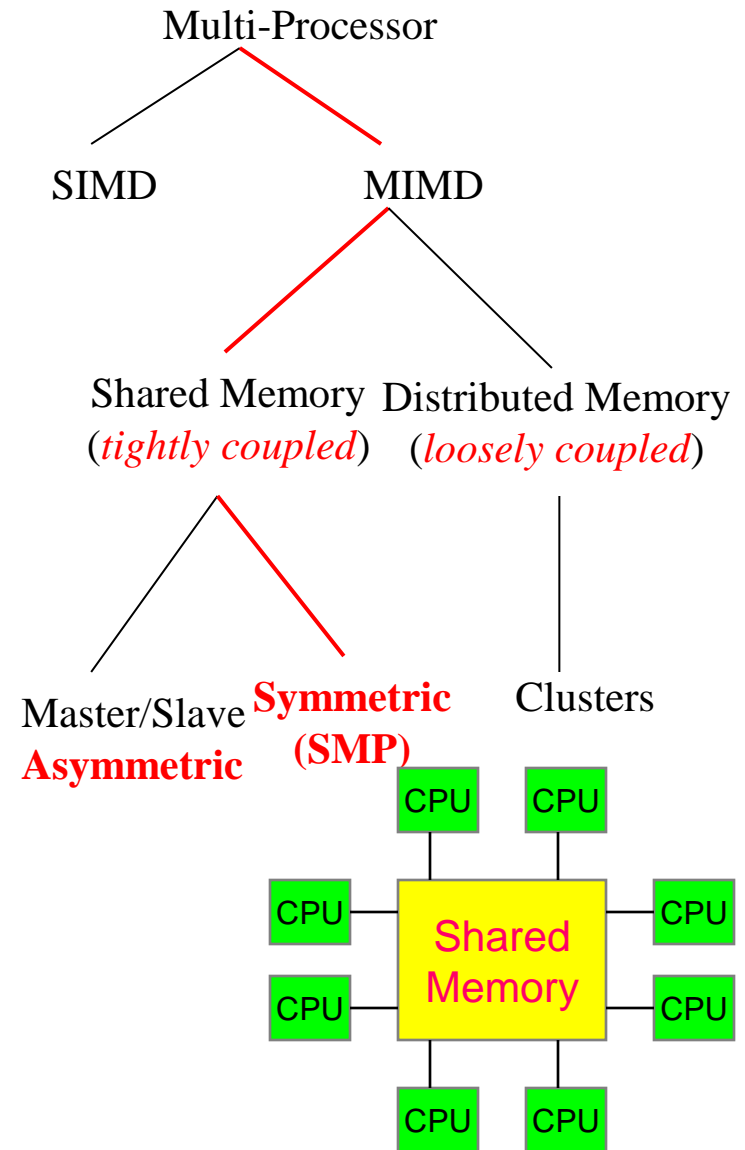 Multi-Processor
SIMD
MIMD
Shared Memory
(tightly coupled)
Distributed Memory
(loosely coupled)
Master/Slave
Asymmetric
Symmetric
(SMP)
Clusters
CPU
CPU
CPU
Shared
Memory
CPU
CPU
CPU
CPU
CPU